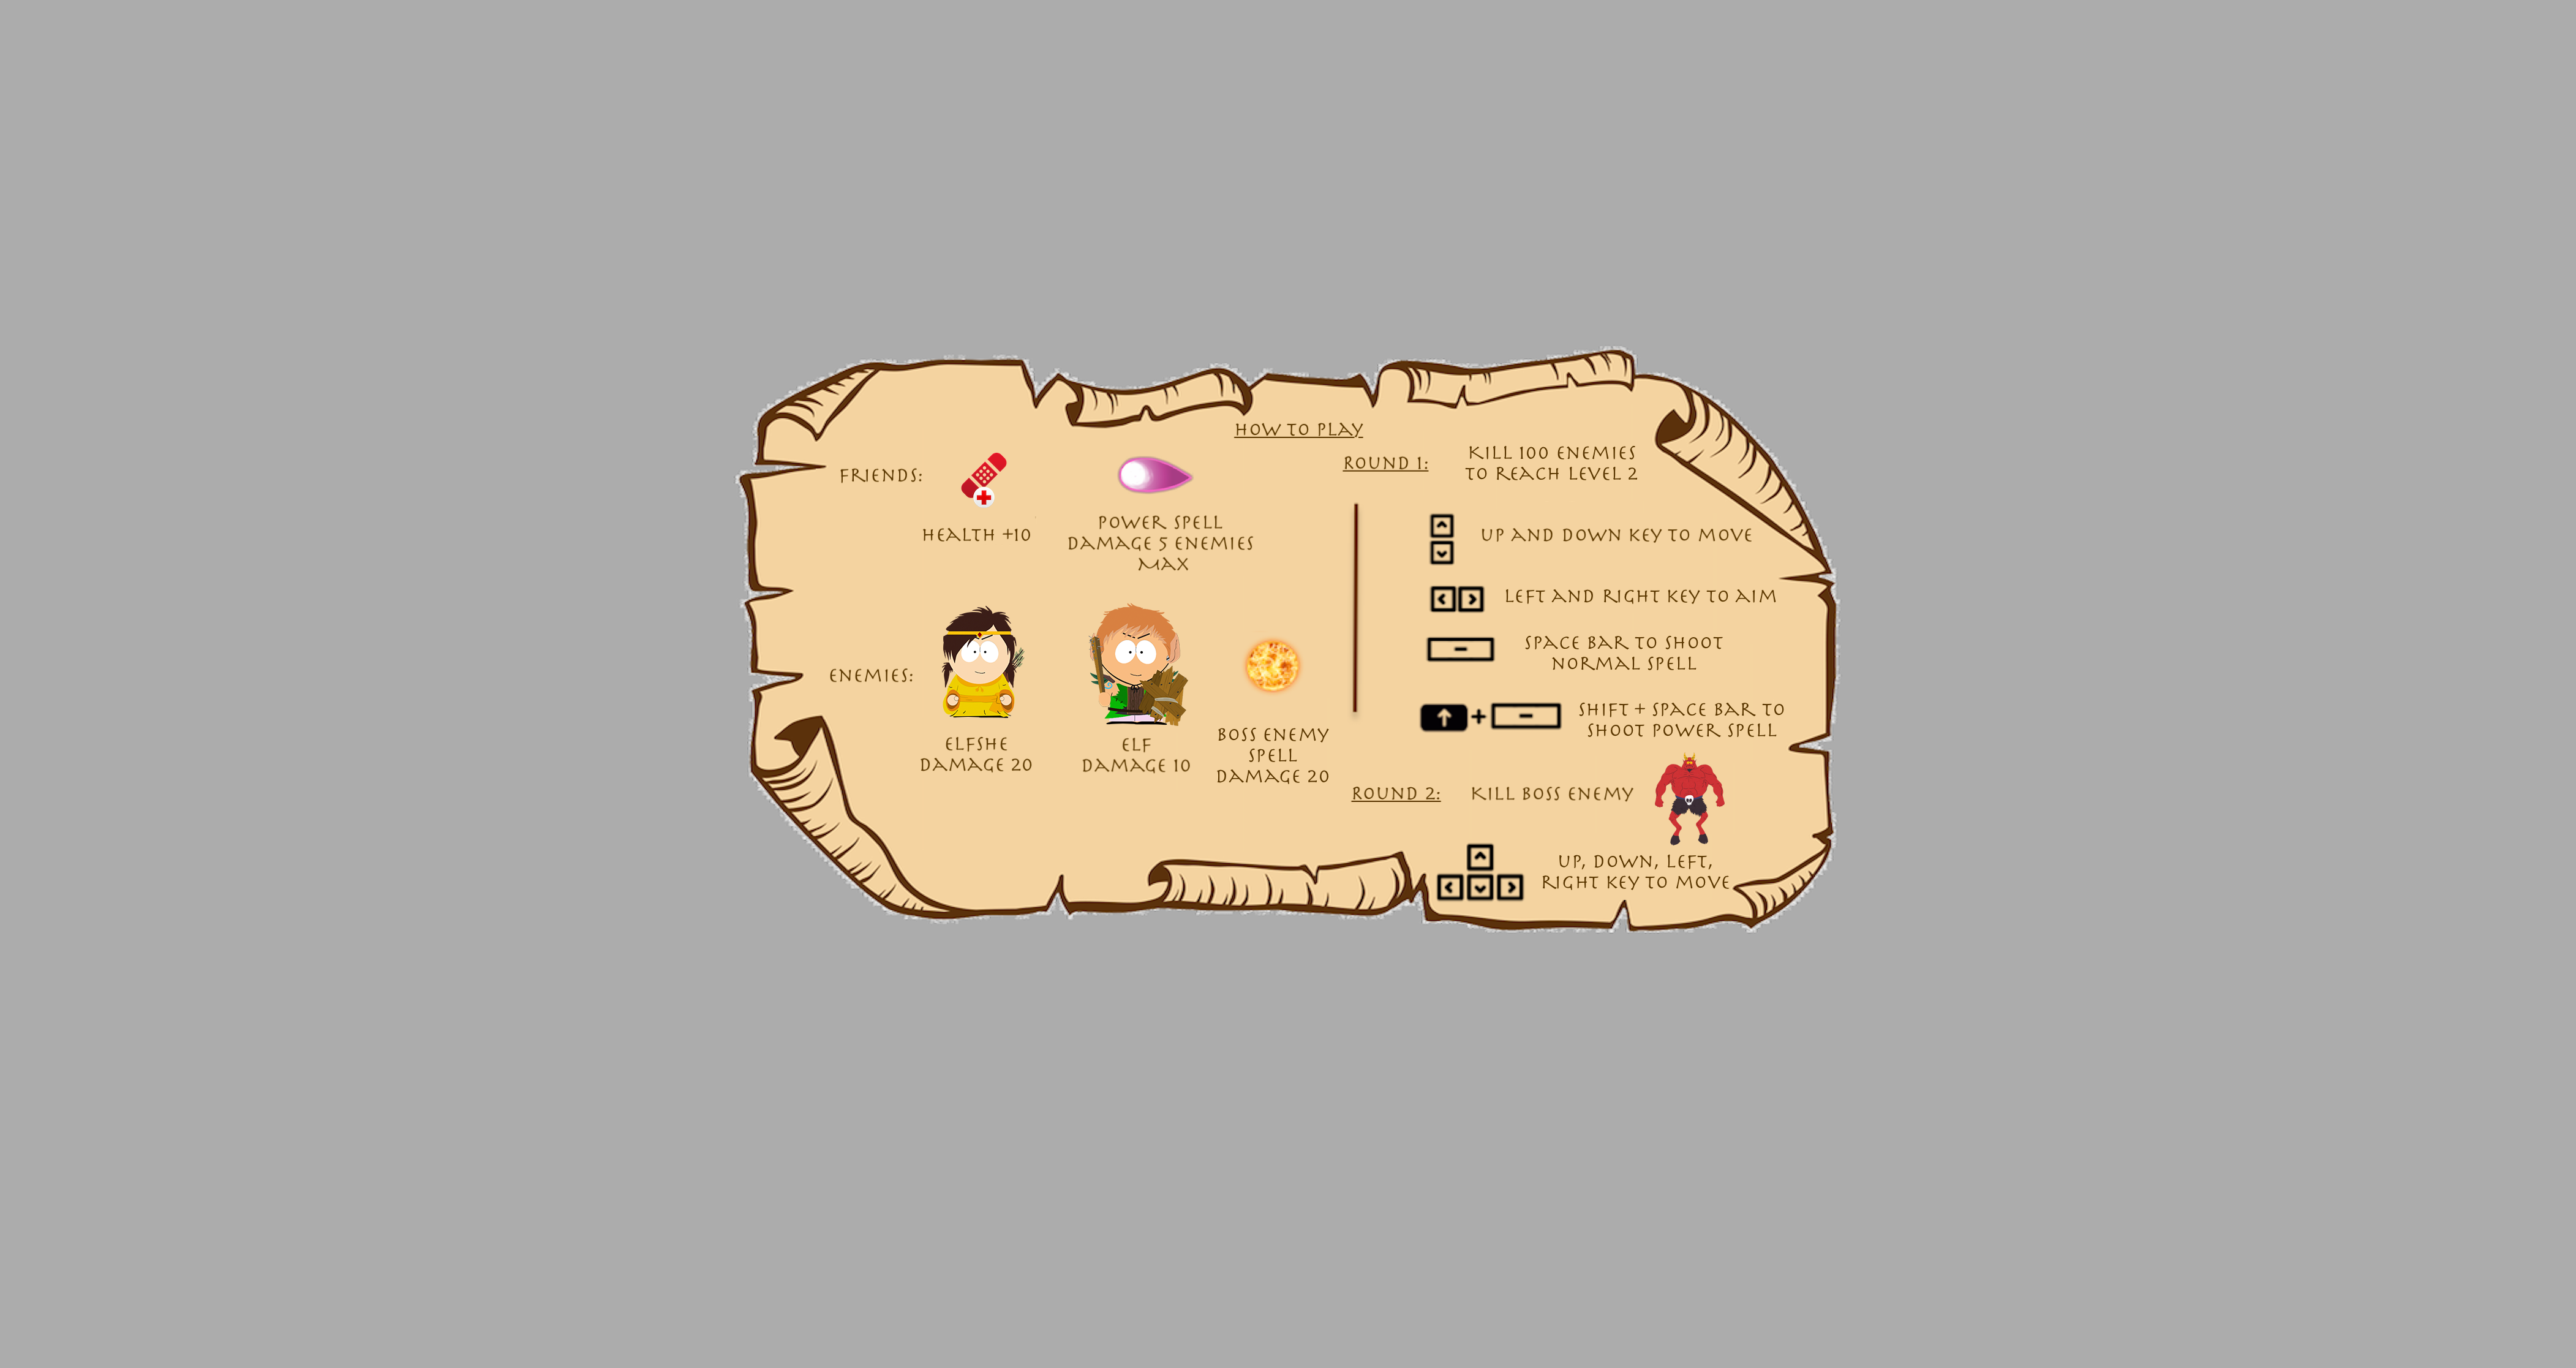 HOW TO PLAY
FRIENDS:
HEALTH +10
POWER SPELL
DAMAGE 5 ENEMIES
MAX
ENEMIES:
ELFSHE
DAMAGE 20
ELF
DAMAGE 10
BOSS ENEMY
SPELL
DAMAGE 20
ROUND 1:
KILL 100 ENEMIES
TO REACH LEVEL 2
UP AND DOWN KEY TO MOVE
LEFT AND RIGHT KEY TO AIM
SPACE BAR TO SHOOT
NORMAL SPELL
+
SHIFT + SPACE BAR TO
SHOOT POWER SPELL
ROUND 2:
KILL BOSS ENEMY
UP, DOWN, LEFT,
RIGHT KEY TO MOVE